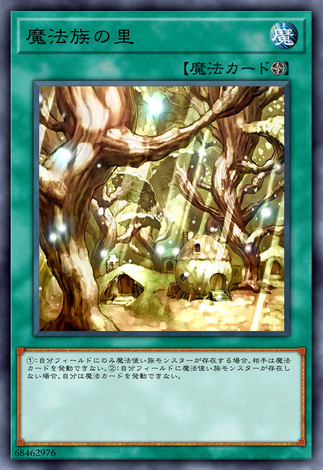 魔法族の里
魔
【魔法カード】
①:自分フィールドにのみ魔法使い族モンスターが存在する場合、相手は魔法
カードを発動できない。②:自分フィールドに魔法使い族モンスターが存在し
ない場合、自分は魔法カードを発動できない。
68462976